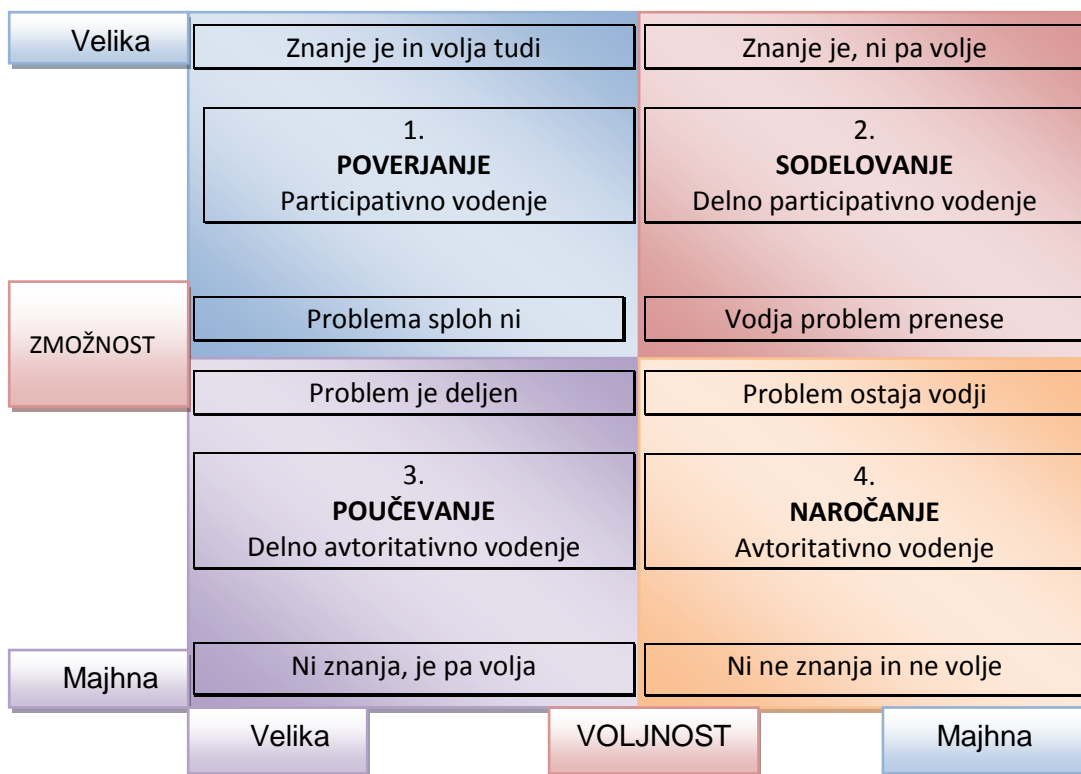 Velika
Znanje je in volja tudi
Znanje je, ni pa volje
1.
POVERJANJE
Participativno vodenje
2.
SODELOVANJE
Delno participativno vodenje
ZMOŽNOST
Problema sploh ni
Vodja problem prenese
Problem je deljen
Problem ostaja vodji
3.
POUČEVANJE
Delno avtoritativno vodenje
4.
NAROČANJE
Avtoritativno vodenje
Majhna
Ni znanja, je pa volja
Ni ne znanja in ne volje
Velika
VOLJNOST
Majhna